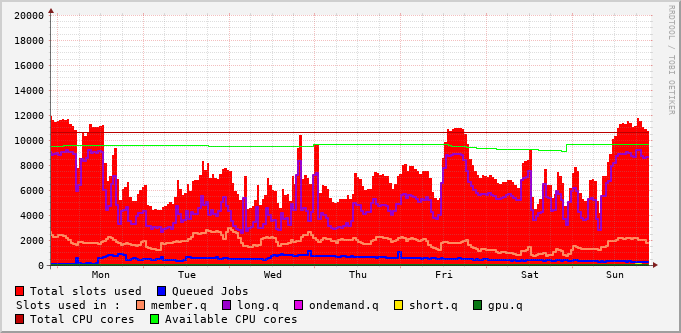 20000
18000
16000
14000
12000
10000
8000
6000
4000
2000
0
Mon Tue Wed Thu Fri Sat Sun
Total slots used Queued Jobs
Slots used in : member.q long.q ondemand.q short.q gpu.q
Total CPU cores Available CPU cores
RRDTOOL / TOBI OETIKER